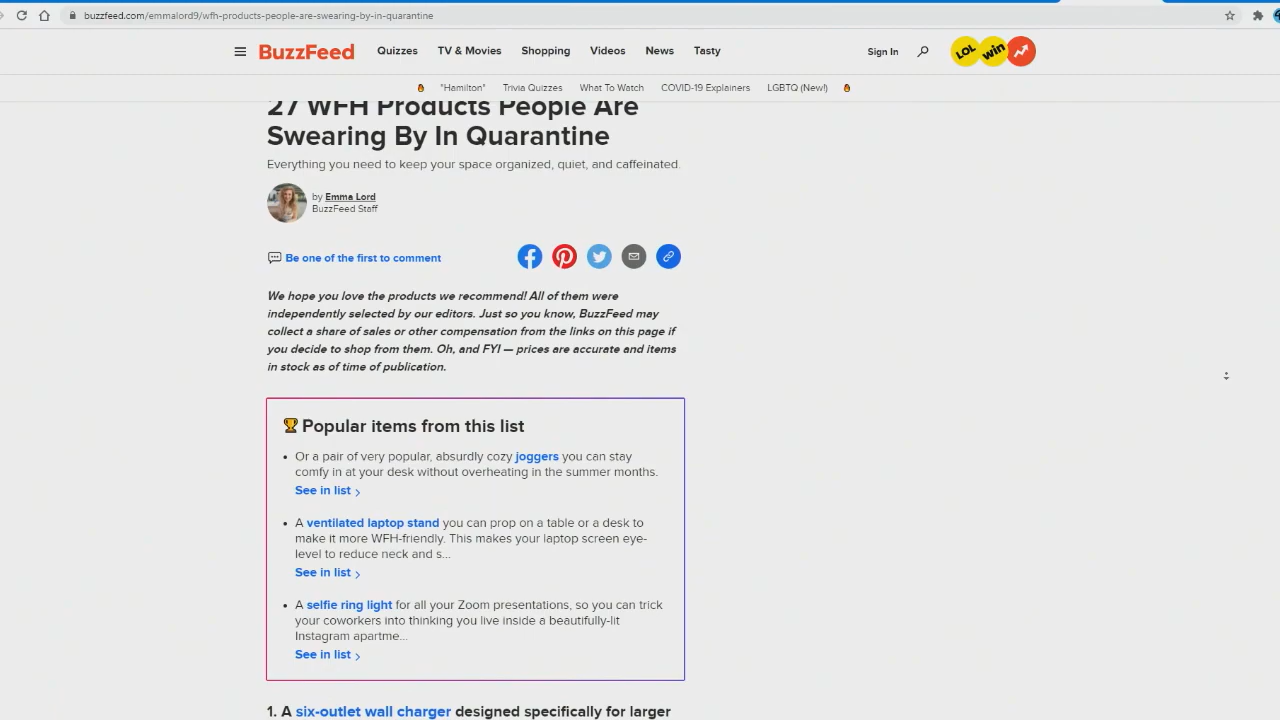 buzzfeed.com/emmalord9/wfh-products-people-are-swearing-by-in-quarantine
BuzzFeed Quizzes TV & Movies Shopping Videos News Tasty Sign In LOL win
"Hamilton" Trivia Quizzes What To Watch COVID-19 Explainers LGBTQ (New!)
27 WFH Products People Are
Swearing By In Quarantine
Everything you need to keep your space organized, quiet, and caffeinated.
by Emma Lord
BuzzFeed Staff
Be one of the first to comment
We hope you love the products we recommend! All of them were
independently selected by our editors. Just so you know, BuzzFeed may
collect a share of sales or other compensation from the links on this page if
you decide to shop from them. Oh, and FYI — prices are accurate and items
in stock as of time of publication.
Popular items from this list
• Or a pair of very popular, absurdly cozy joggers you can stay
comfy in at your desk without overheating in the summer months.
See in list >
• A ventilated laptop stand you can prop on a table or a desk to
make it more WFH-friendly. This makes your laptop screen eye-
level to reduce neck and s...
See in list >
• A selfie ring light for all your Zoom presentations, so you can trick
your coworkers into thinking you live inside a beautifully-lit
Instagram apartme...
See in list >
1. A six-outlet wall charger designed specifically for larger